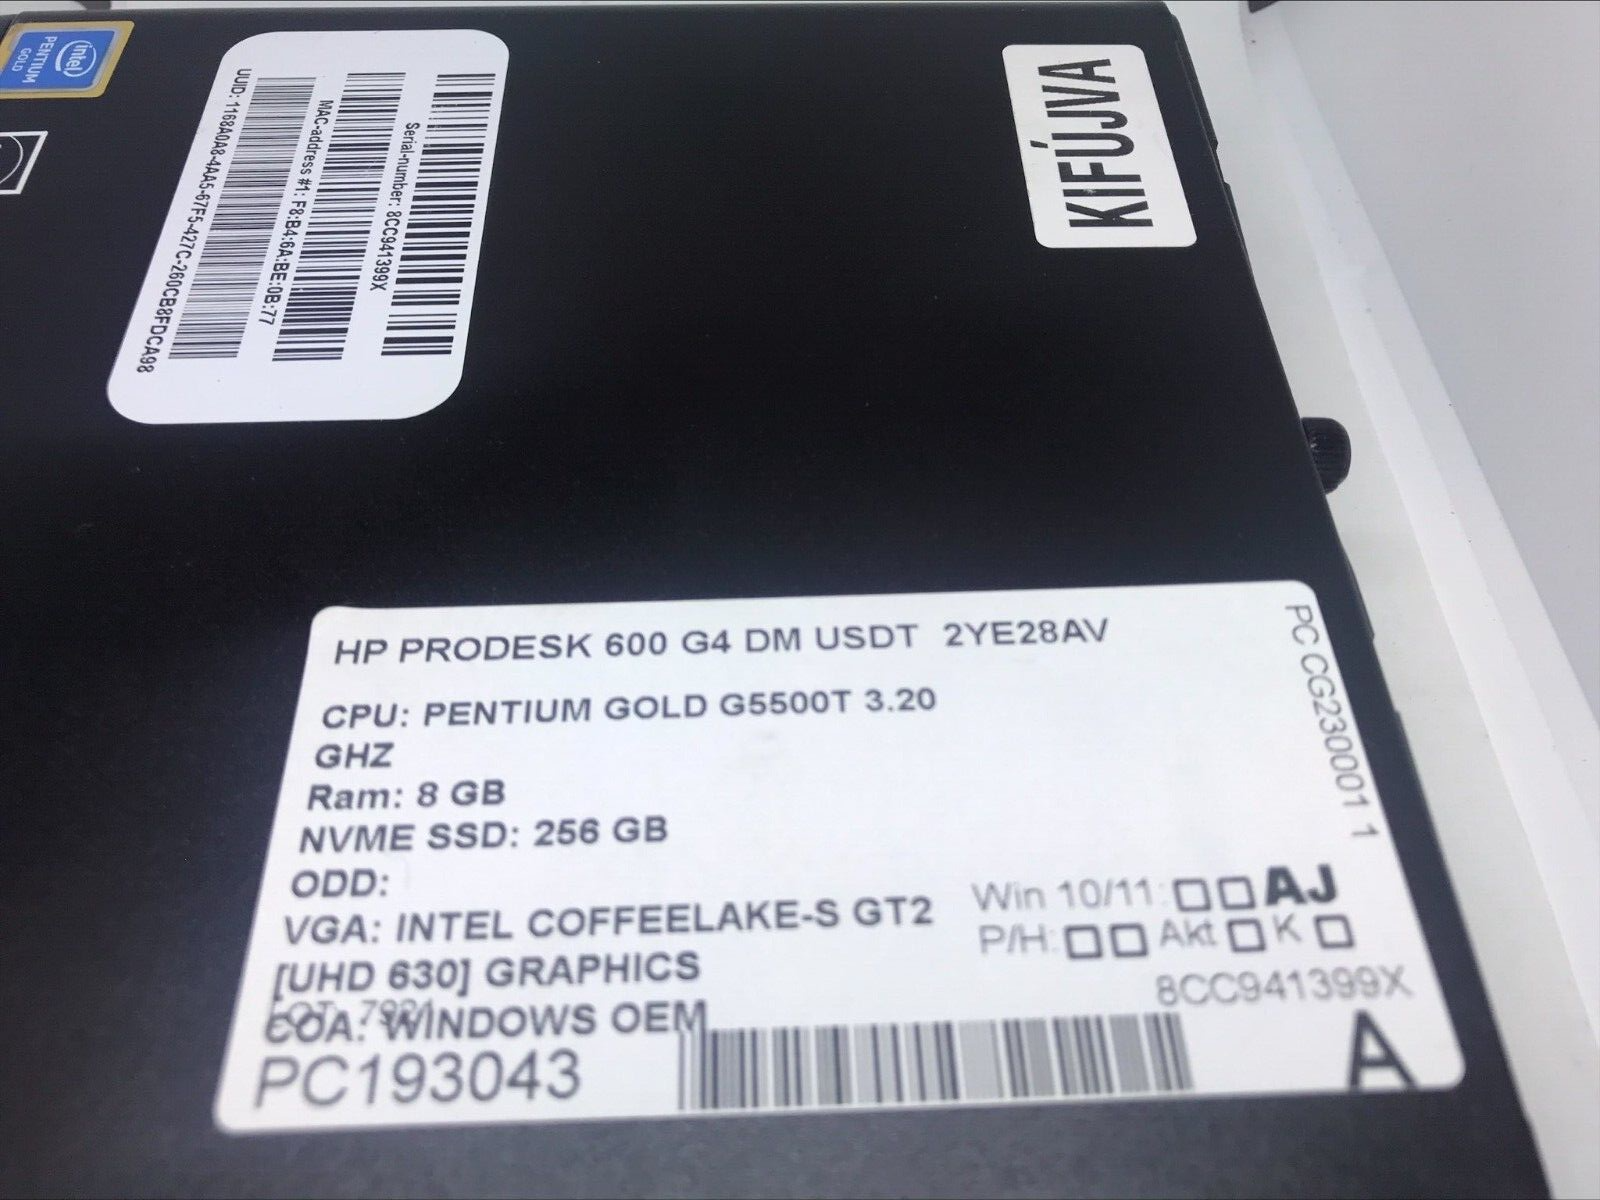 intel
PENTIUM
GOLD
Serial-number: 8CC941399X
MAC-address #1: F8:B4:6A:BE:0B:77
UUID: 1168A0A8-4AA5-67F5-427C-260CB8FDCA98
KIFÚJVA
HP PRODESK 600 G4 DM USDT 2YE28AV
CPU: PENTIUM GOLD G5500T 3.20
GHZ
Ram: 8 GB
NVME SSD: 256 GB
ODD:
VGA: INTEL COFFEELAKE-S GT2
[UHD 630] GRAPHICS
COA: WINDOWS OEM
PC193043
PC CG230001 1
Win 10/11: AJ
P/H: Akt K
8CC941399X
A